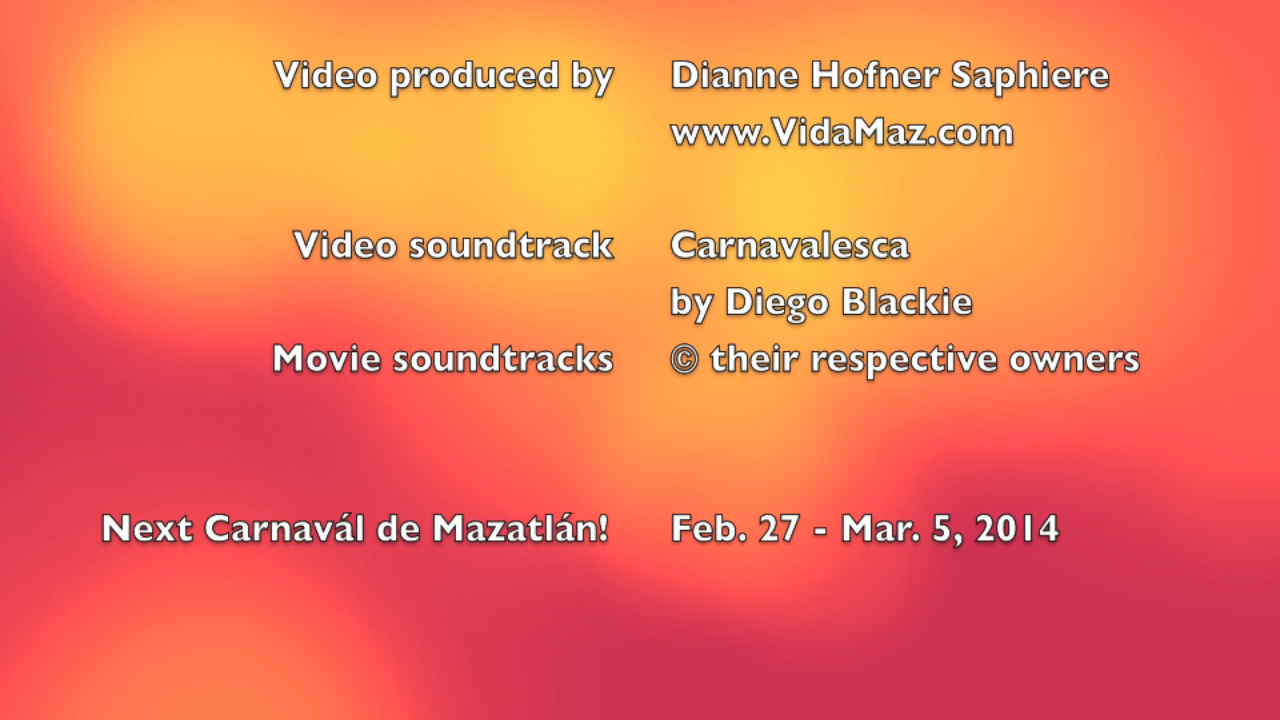 Video produced by Dianne Hofner Saphiere
www.VidaMaz.com
Video soundtrack Carnavalesca
by Diego Blackie
Movie soundtracks © their respective owners
Next Carnavál de Mazatlán! Feb. 27 - Mar. 5, 2014